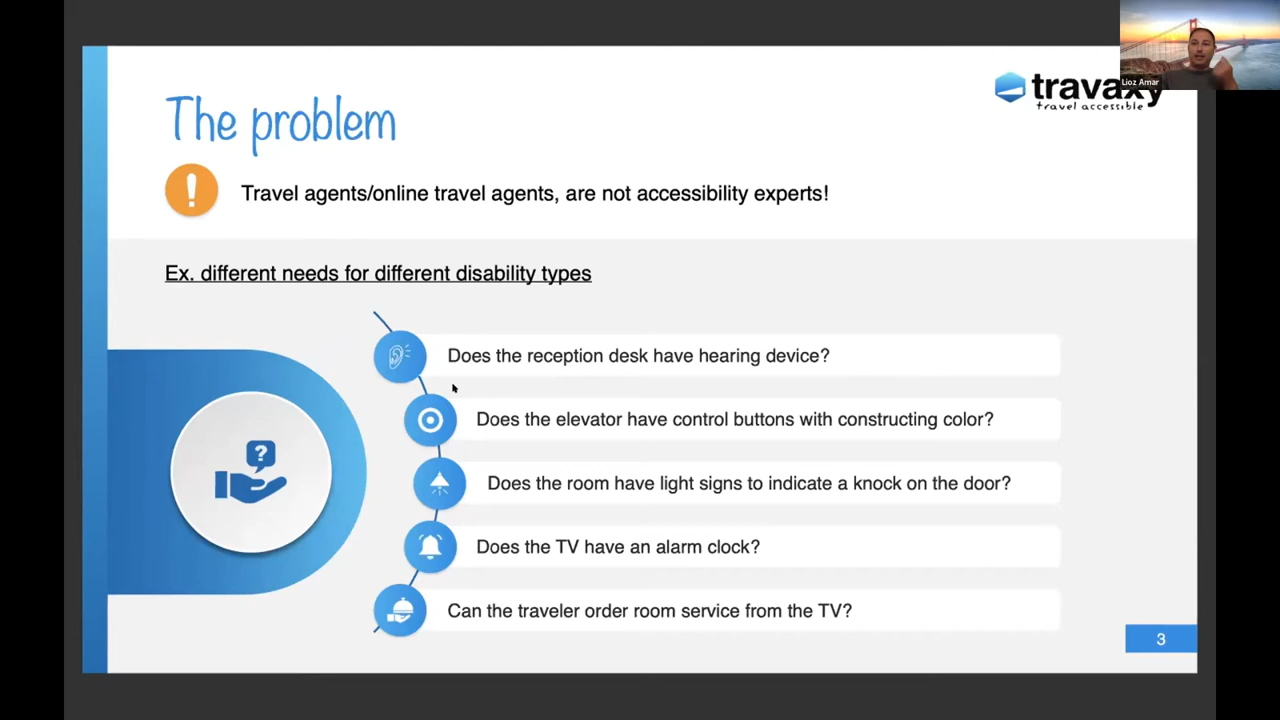 Lioz Amar
travaxy
travel accessible
The problem
!
Travel agents/online travel agents, are not accessibility experts!
Ex. different needs for different disability types
Does the reception desk have hearing device?
Does the elevator have control buttons with constructing color?
?
Does the room have light signs to indicate a knock on the door?
Does the TV have an alarm clock?
Can the traveler order room service from the TV?
3